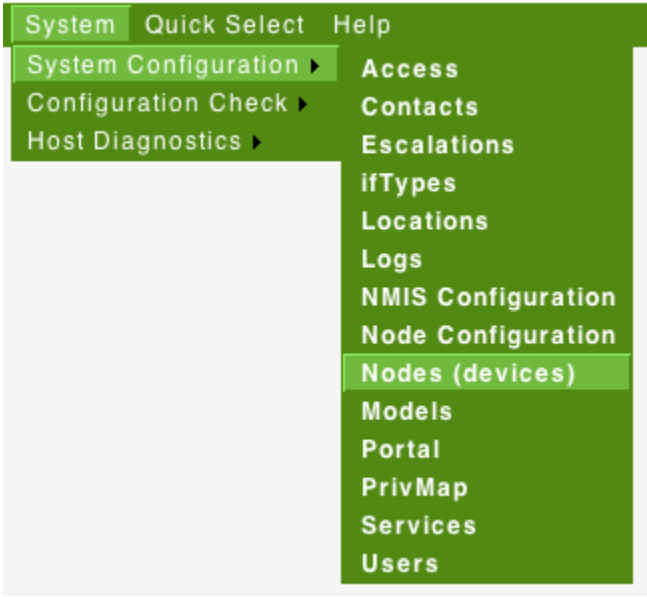 System Quick Select Help
System Configuration
Configuration Check
Host Diagnostics
Access
Contacts
Escalations
ifTypes
Locations
Logs
NMIS Configuration
Node Configuration
Nodes (devices)
Models
Portal
PrivMap
Services
Users